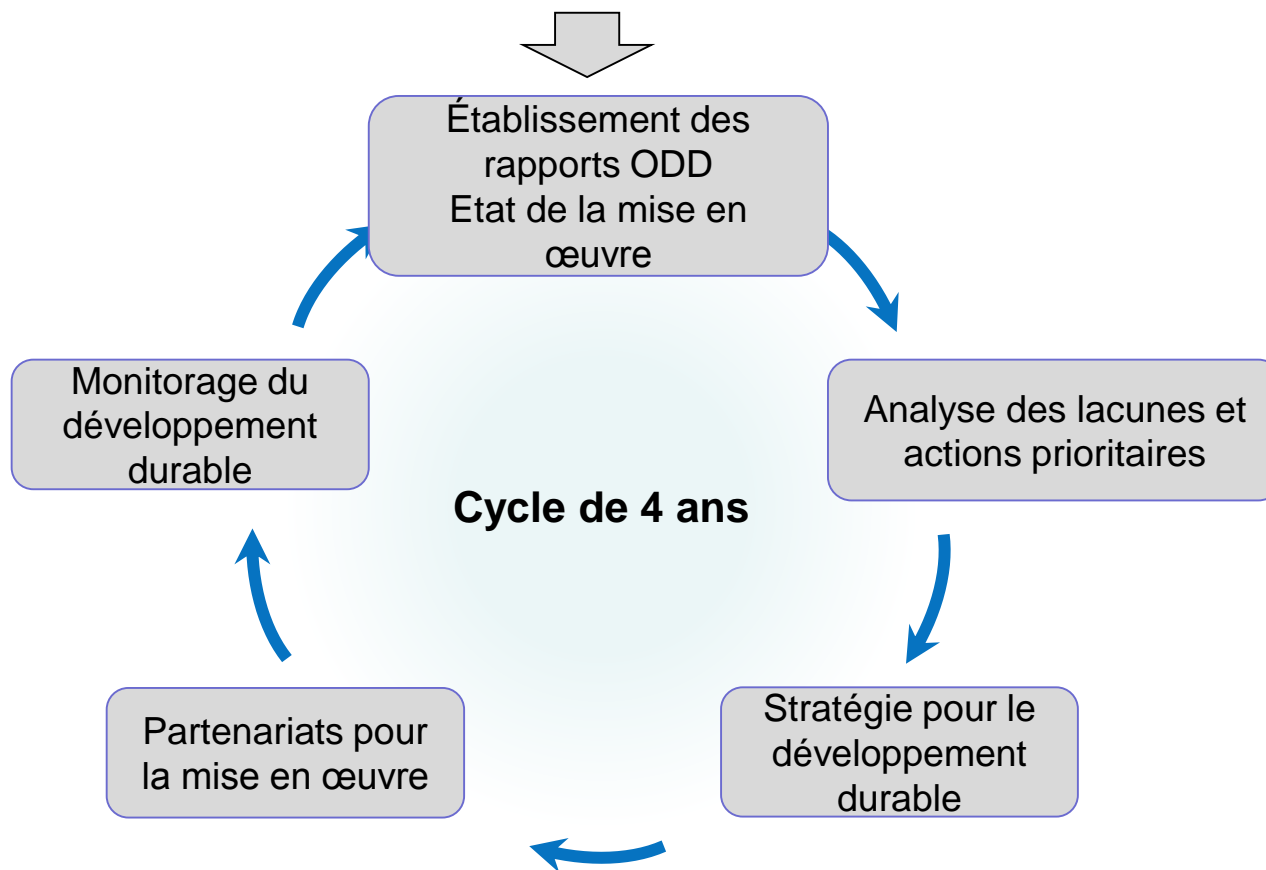 Établissement des
rapports ODD
Etat de la mise en
œuvre
Analyse des lacunes et
actions prioritaires
Stratégie pour le
développement
durable
Partenariats pour
la mise en œuvre
Monitorage du
développement
durable
Cycle de 4 ans